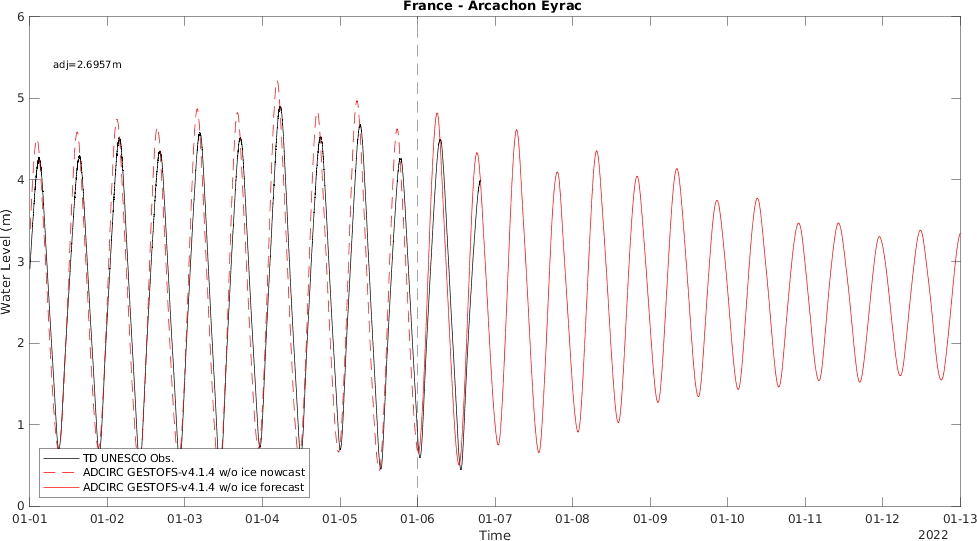 France - Arcachon Eyrac
6
adj=2.6957m
5
4
3
2
1
0
Water Level (m)
TD UNESCO Obs.
ADCIRC GESTOFS-v4.1.4 w/o ice nowcast
ADCIRC GESTOFS-v4.1.4 w/o ice forecast
01-01 01-02 01-03 01-04 01-05 01-06 01-07 01-08 01-09 01-10 01-11 01-12 01-13
Time
2022